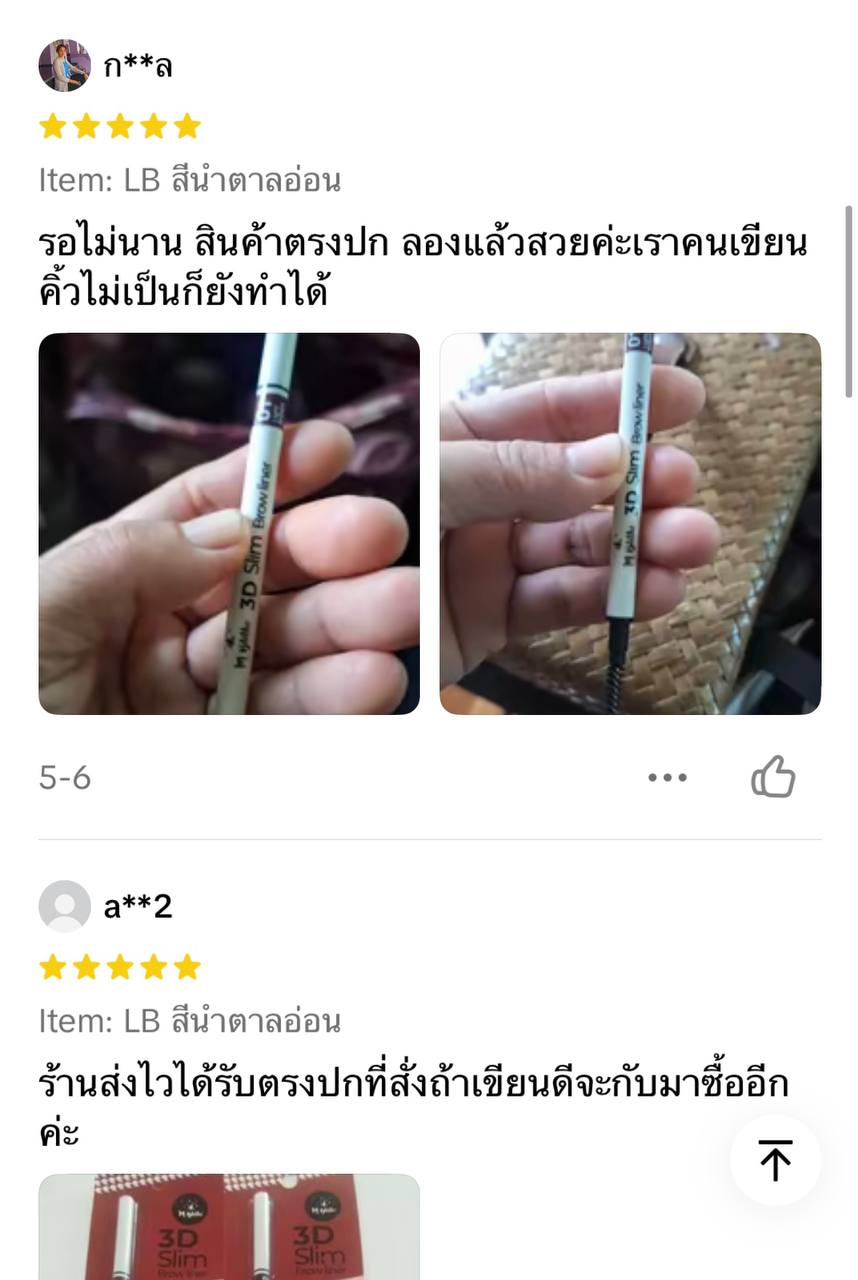 ก**ล
Item: LB สีน้ำตาลอ่อน
รอไม่นาน สินค้าตรงปก ลองแล้วสวยค่ะเราคนเขียน
คิ้วไม่เป็นก็ยังทำได้
01
3D Slim Brow liner
01
3D Slim Brow liner
5-6
a**2
Item: LB สีน้ำตาลอ่อน
ร้านส่งไวได้รับตรงปกที่สั่งถ้าเขียนดีจะกับมาซื้ออีก
ค่ะ
3D
Slim
Brow liner
3D
Slim
Brow liner